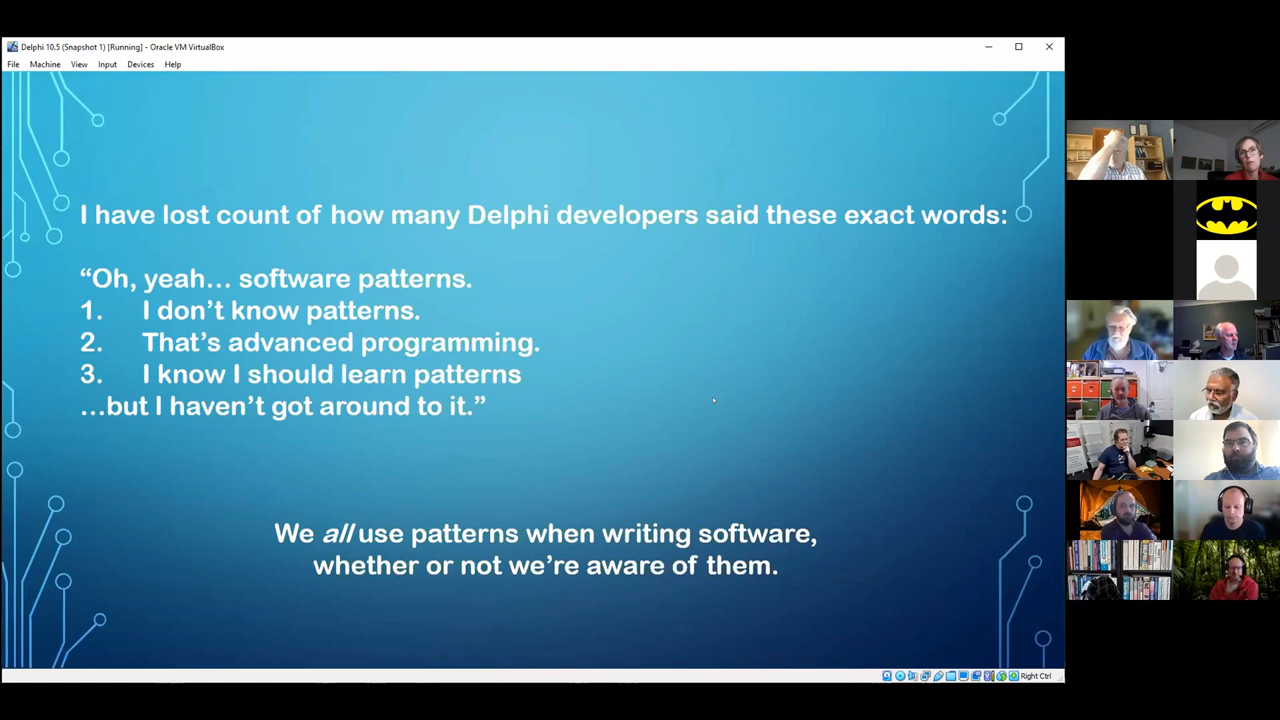 Delphi 10.5 (Snapshot 1) [Running] - Oracle VM VirtualBox
File Machine View Input Devices Help
I have lost count of how many Delphi developers said these exact words:
“Oh, yeah… software patterns.
1. I don’t know patterns.
2. That’s advanced programming.
3. I know I should learn patterns
…but I haven’t got around to it.”
We all use patterns when writing software,
whether or not we’re aware of them.
Right Ctrl